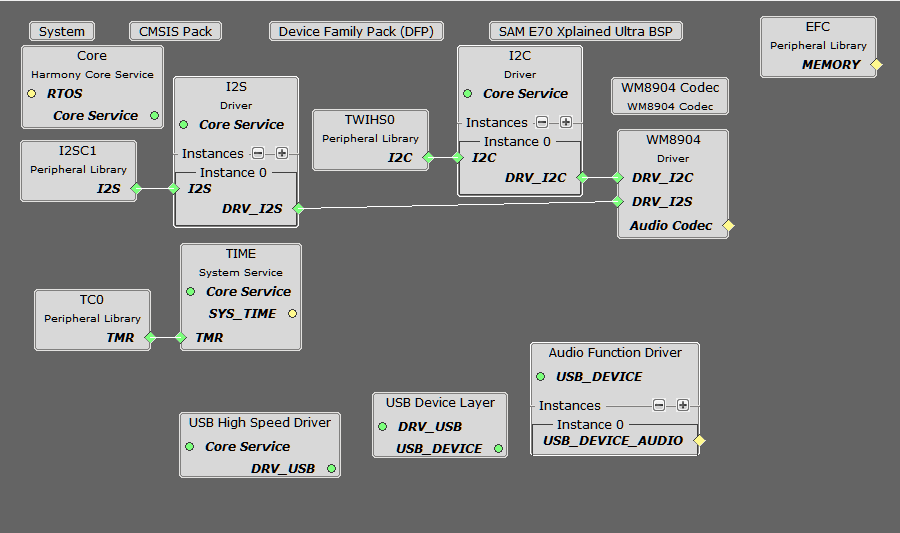 System
CMSIS Pack
Device Family Pack (DFP)
SAM E70 Xplained Ultra BSP
EFC
Peripheral Library
MEMORY
Core
Harmony Core Service
RTOS
Core Service
I2S
Driver
Core Service
Instances
Instance 0
I2S
DRV_I2S
I2SC1
Peripheral Library
I2S
TWIHS0
Peripheral Library
I2C
I2C
Driver
Core Service
Instances
Instance 0
I2C
DRV_I2C
WM8904 Codec
WM8904 Codec
WM8904
Driver
DRV_I2C
DRV_I2S
Audio Codec
TIME
System Service
Core Service
SYS_TIME
TMR
TC0
Peripheral Library
TMR
USB High Speed Driver
Core Service
DRV_USB
USB Device Layer
DRV_USB
USB_DEVICE
Audio Function Driver
USB_DEVICE
Instances
Instance 0
USB_DEVICE_AUDIO